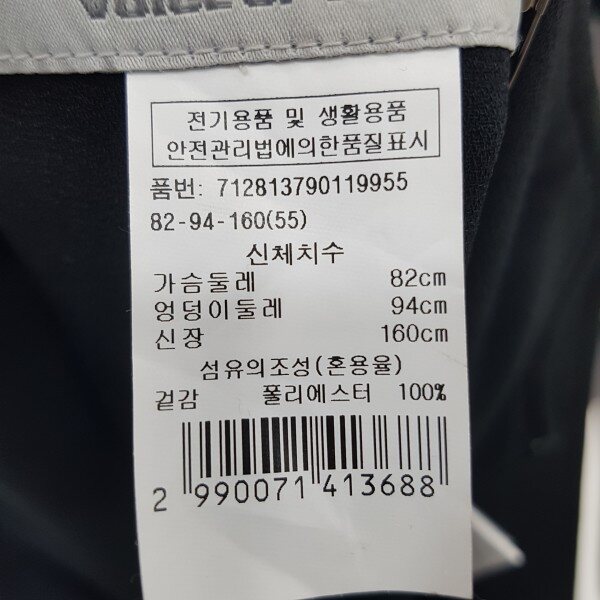 전기용품 및 생활용품
안전관리법에의한품질표시
품번: 712813790119955
82-94-160(55)
신체치수
가슴둘레 82cm
엉덩이둘레 94cm
신장 160cm
섬유의조성(혼용율)
겉감 폴리에스터 100%
2 990071 413688